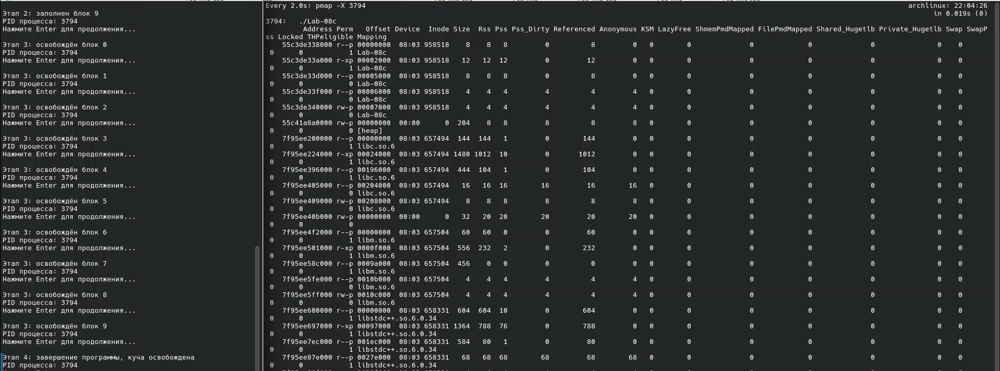 Этап 2: заполнен блок 9
PID процесса: 3794
Нажмите Enter для продолжения...
Этап 3: освобождён блок 0
PID процесса: 3794
Нажмите Enter для продолжения...
Этап 3: освобождён блок 1
PID процесса: 3794
Нажмите Enter для продолжения...
Этап 3: освобождён блок 2
PID процесса: 3794
Нажмите Enter для продолжения...
Этап 3: освобождён блок 3
PID процесса: 3794
Нажмите Enter для продолжения...
Этап 3: освобождён блок 4
PID процесса: 3794
Нажмите Enter для продолжения...
Этап 3: освобождён блок 5
PID процесса: 3794
Нажмите Enter для продолжения...
Этап 3: освобождён блок 6
PID процесса: 3794
Нажмите Enter для продолжения...
Этап 3: освобождён блок 7
PID процесса: 3794
Нажмите Enter для продолжения...
Этап 3: освобождён блок 8
PID процесса: 3794
Нажмите Enter для продолжения...
Этап 3: освобождён блок 9
PID процесса: 3794
Нажмите Enter для продолжения...
Этап 4: завершение программы, куча освобождена
PID процесса: 3794
Every 2.0s: pmap -X 3794 archlinux: 22:04:26
in 0.019s (0)
3794: ./Lab-08c
Address Perm Offset Device Inode Size Rss Pss Pss_Dirty Referenced Anonymous KSM LazyFree ShmemPmdMapped FilePmdMapped Shared_Hugetlb Private_Hugetlb Swap SwapP
ss Locked THPeligible Mapping
55c3de338000 r--p 00000000 08:03 958518 8 8 8 0 8 0 0 0 0 0 0 0 0 0
0 0 1 Lab-08c
55c3de33a000 r-xp 00002000 08:03 958518 12 12 12 0 12 0 0 0 0 0 0 0 0 0
0 0 1 Lab-08c
55c3de33d000 r--p 00005000 08:03 958518 8 8 8 0 8 0 0 0 0 0 0 0 0 0
0 0 0 Lab-08c
55c3de33f000 r--p 00006000 08:03 958518 4 4 4 4 4 4 0 0 0 0 0 0 0 0
0 0 0 Lab-08c
55c3de340000 rw-p 00007000 08:03 958518 4 4 4 4 4 4 0 0 0 0 0 0 0 0
0 0 0 Lab-08c
55c41a8a0000 rw-p 00000000 00:00 0 204 8 8 8 8 8 0 0 0 0 0 0 0 0
0 0 0 [heap]
7f95ee200000 r--p 00000000 08:03 657494 144 144 1 0 144 0 0 0 0 0 0 0 0 0
0 0 1 libc.so.6
7f95ee224000 r-xp 00024000 08:03 657494 1480 1012 10 0 1012 0 0 0 0 0 0 0 0 0
0 0 1 libc.so.6
7f95ee396000 r--p 00196000 08:03 657494 444 104 1 0 104 0 0 0 0 0 0 0 0 0
0 0 1 libc.so.6
7f95ee405000 r--p 00204000 08:03 657494 16 16 16 16 16 16 0 0 0 0 0 0 0 0
0 0 0 libc.so.6
7f95ee409000 rw-p 00208000 08:03 657494 8 8 8 8 8 8 0 0 0 0 0 0 0 0
0 0 0 libc.so.6
7f95ee40b000 rw-p 00000000 00:00 0 32 20 20 20 20 20 0 0 0 0 0 0 0 0
0 0 0
7f95ee4f2000 r--p 00000000 08:03 657504 60 60 0 0 60 0 0 0 0 0 0 0 0 0
0 0 1 libm.so.6
7f95ee501000 r-xp 0000f000 08:03 657504 556 232 2 0 232 0 0 0 0 0 0 0 0 0
0 0 1 libm.so.6
7f95ee58c000 r--p 0009a000 08:03 657504 456 0 0 0 0 0 0 0 0 0 0 0 0 0
0 0 1 libm.so.6
7f95ee5fe000 r--p 0010b000 08:03 657504 4 4 4 4 4 4 0 0 0 0 0 0 0 0
0 0 0 libm.so.6
7f95ee5ff000 rw-p 0010c000 08:03 657504 4 4 4 4 4 4 0 0 0 0 0 0 0 0
0 0 0 libm.so.6
7f95ee600000 r--p 00000000 08:03 658331 604 604 10 0 604 0 0 0 0 0 0 0 0 0
0 0 1 libstdc++.so.6.0.34
7f95ee697000 r-xp 00097000 08:03 658331 1364 788 76 0 788 0 0 0 0 0 0 0 0 0
0 0 1 libstdc++.so.6.0.34
7f95ee7ec000 r--p 001ec000 08:03 658331 584 80 1 0 80 0 0 0 0 0 0 0 0 0
0 0 1 libstdc++.so.6.0.34
7f95ee87e000 r--p 0027e000 08:03 658331 68 68 68 68 68 68 0 0 0 0 0 0 0 0
0 0 1 libstdc++.so.6.0.34